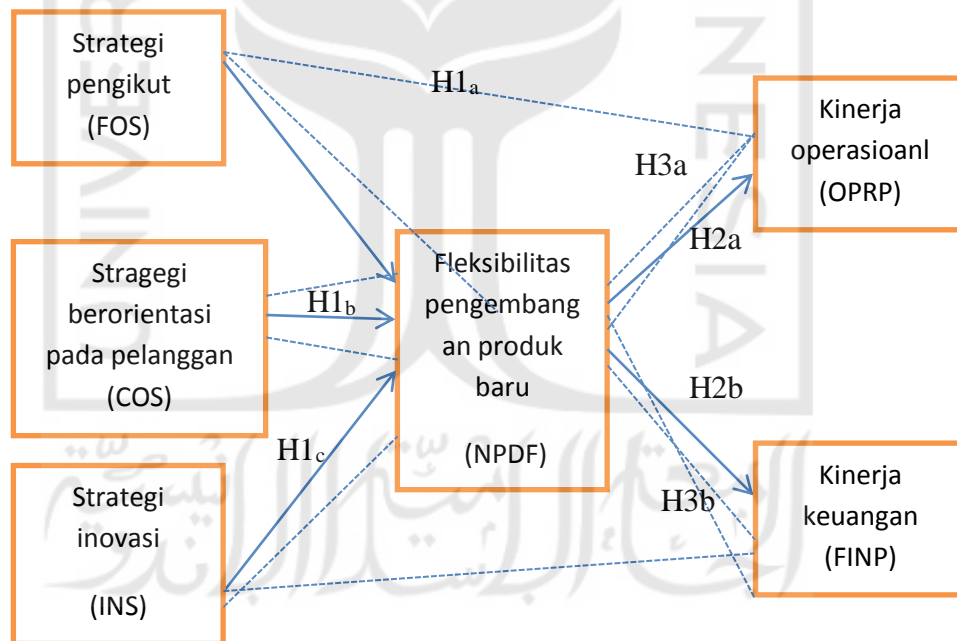 Strategi
pengikut
(FOS)
H1a
Kinerja
operasioanl
(OPRP)
H3a
H2a
Stragegi
berorientasi
pada pelanggan
(COS)
H1b
Fleksibilitas
pengembang
an produk
baru
(NPDF)
H2b
H1c
H3b
Strategi
inovasi
(INS)
Kinerja
keuangan
(FINP)